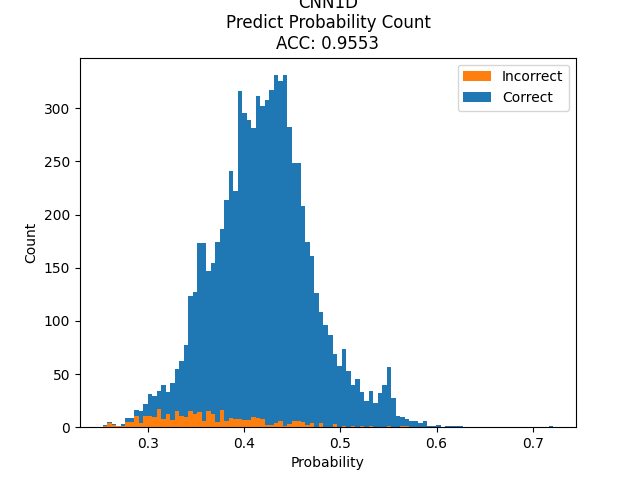 CNN1D
Predict Probability Count
ACC: 0.9553
Incorrect
Correct
300
250
200
150
100
50
0
Count
0.3 0.4 0.5 0.6 0.7
Probability